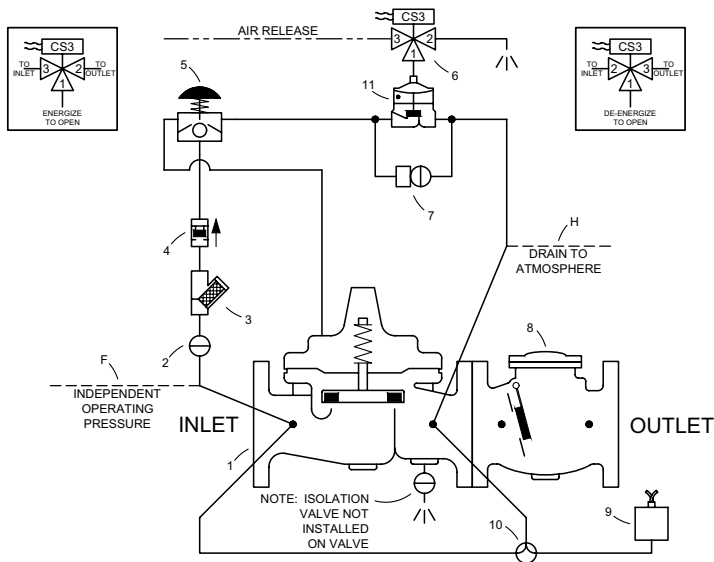 CS3
TO
INLET
3
2
TO
OUTLET
1
ENERGIZE
TO OPEN
AIR RELEASE
CS3
3
2
1
6
CS3
TO
INLET
2
3
TO
OUTLET
1
DE-ENERGIZE
TO OPEN
5
11
7
4
H
DRAIN TO
ATMOSPHERE
3
2
8
F
INDEPENDENT
OPERATING
PRESSURE
INLET
OUTLET
1
NOTE: ISOLATION
VALVE NOT
INSTALLED
ON VALVE
10
9